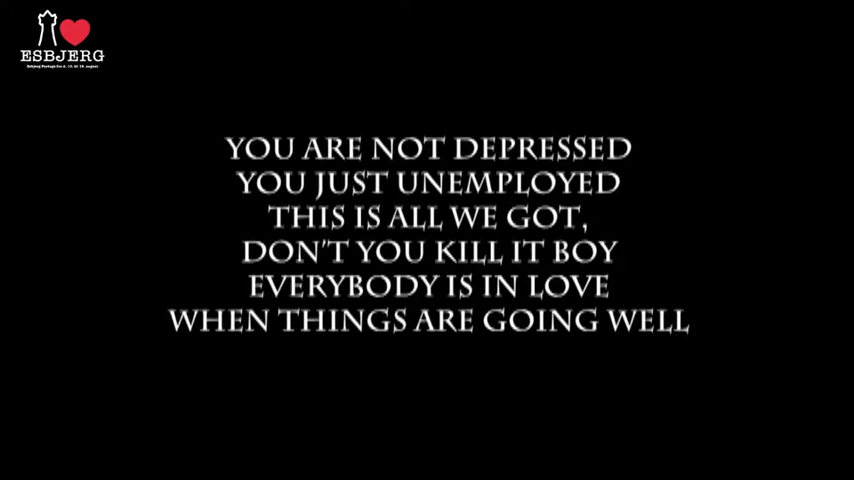 ESBJERG
YOU ARE NOT DEPRESSED
YOU JUST UNEMPLOYED
THIS IS ALL WE GOT,
DON'T YOU KILL IT BOY
EVERYBODY IS IN LOVE
WHEN THINGS ARE GOING WELL